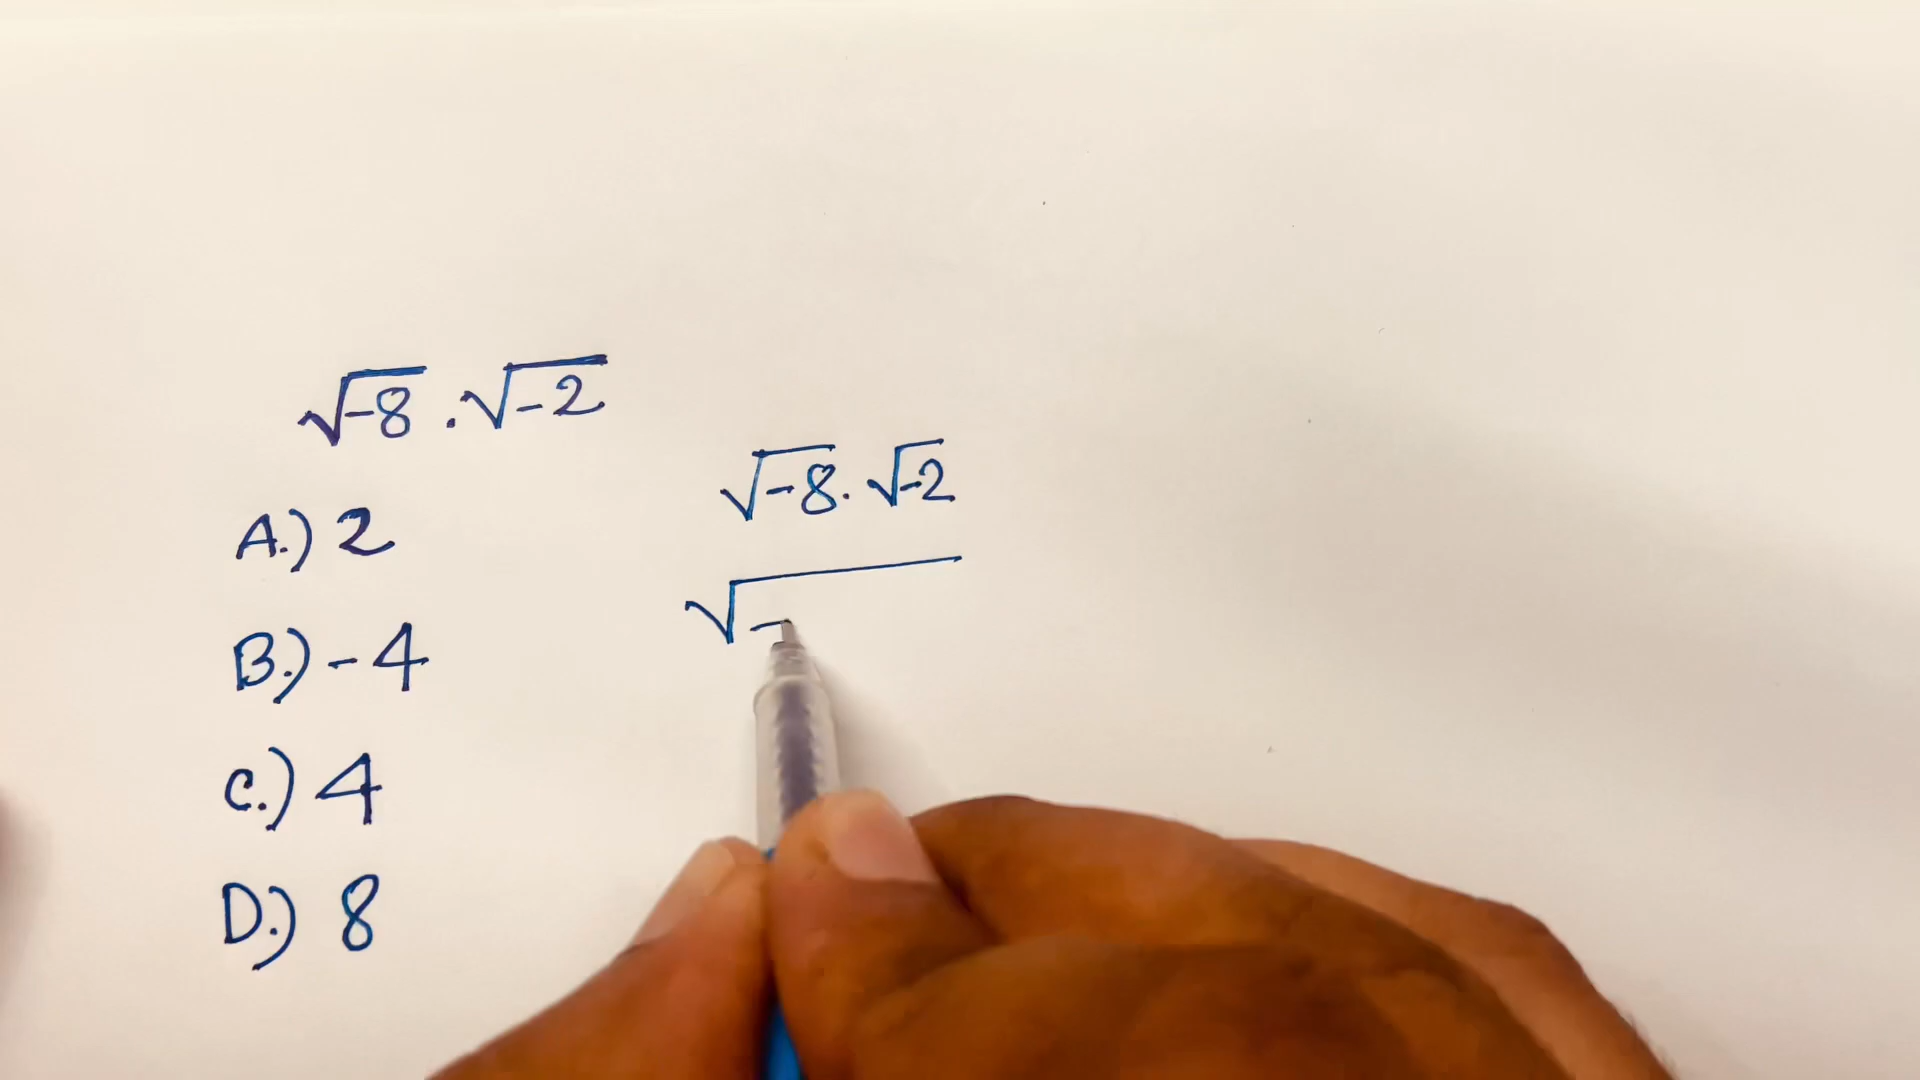 √-8 . √-2
A.) 2
B.) - 4
C.) 4
D.) 8
√-8 . √-2
√-